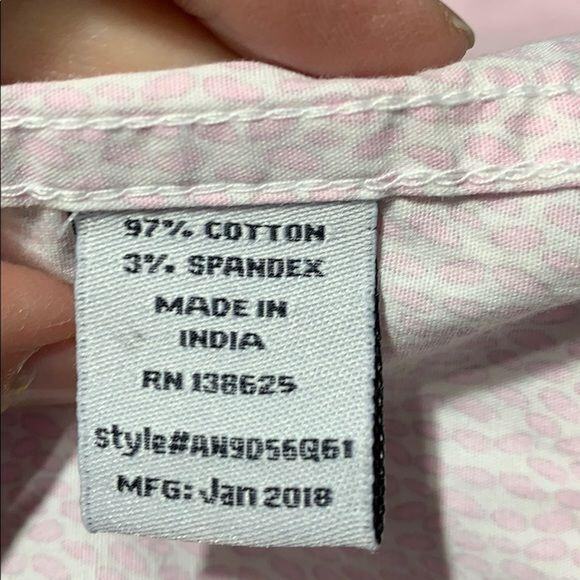 97% COTTON
3% SPANDEX
MADE IN
INDIA
RN 138625
style#AN9D56Q61
MFG: Jan 2018